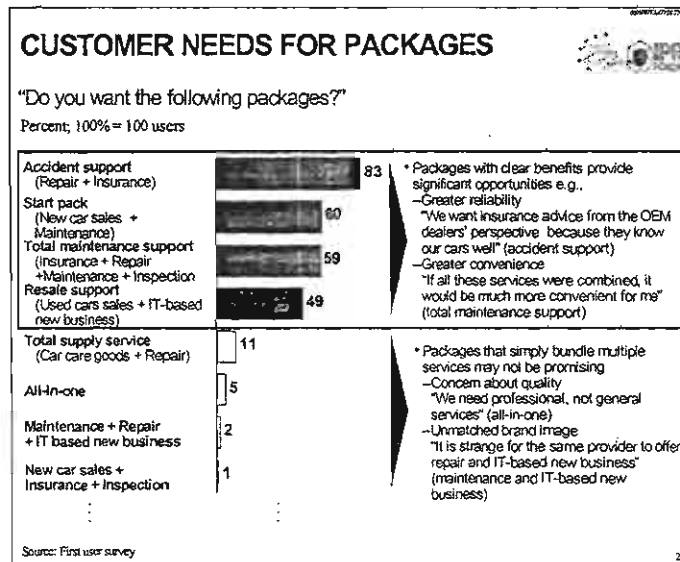 CUSTOMER NEEDS FOR PACKAGES
"Do you want the following packages?"
Percent; 100% = 100 users
Accident support
(Repair + Insurance)
83
Start pack
(New car sales +
Maintenance)
60
Total maintenance support
(Insurance + Repair
+Maintenance + Inspection
59
Resale support
(Used cars sales + IT-based
new business)
49
Total supply service
(Car care goods + Repair)
11
All-in-one
5
Maintenance + Repair
+ IT based new business
2
New car sales +
Insurance + Inspection
1
• Packages with clear benefits provide
significant opportunities e.g.,
–Greater reliability
"We want insurance advice from the OEM
dealers' perspective because they know
our cars well" (accident support)
–Greater convenience
"If all these services were combined, it
would be much more convenient for me"
(total maintenance support)
• Packages that simply bundle multiple
services may not be promising
–Concern about quality
"We need professional, not general
services" (all-in-one)
–Unmatched brand image
"It is strange for the same provider to offer
repair and IT-based new business"
(maintenance and IT-based new
business)
Source: First user survey
2